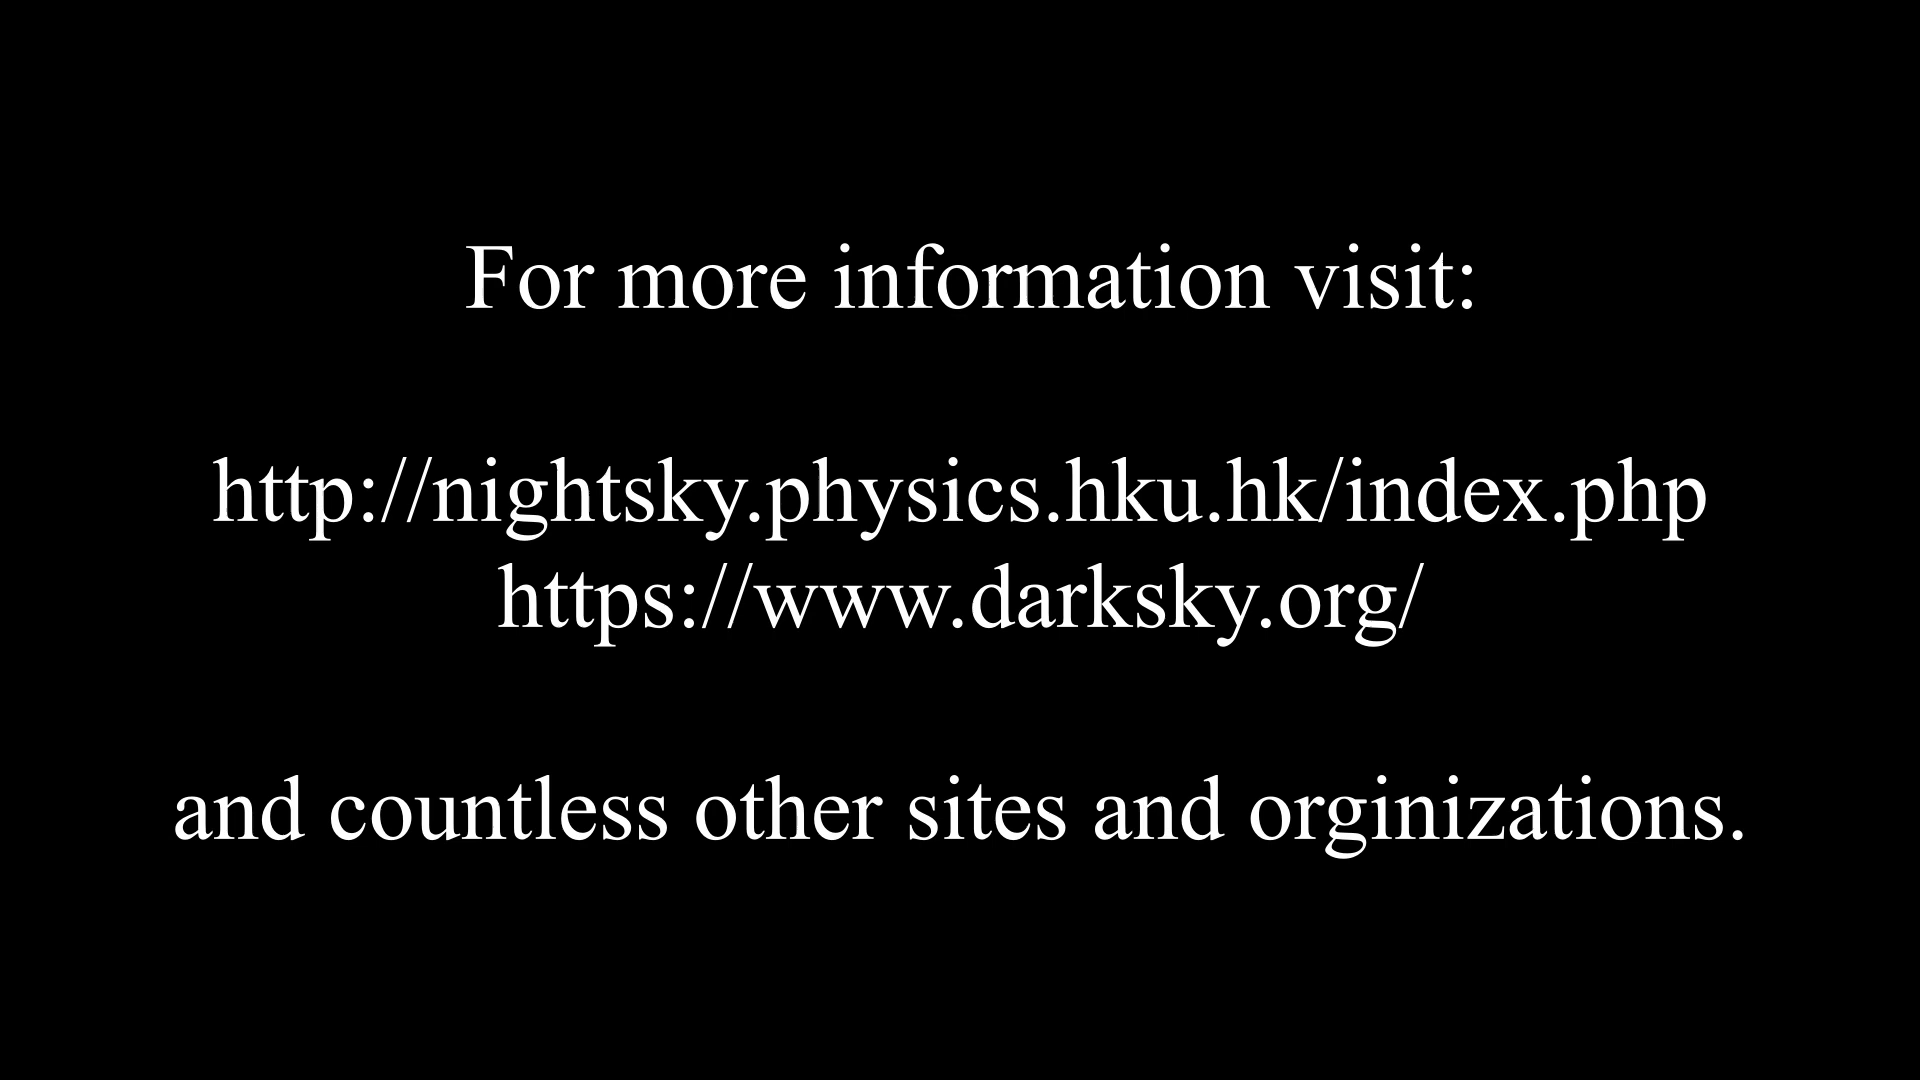 For more information visit:
http://nightsky.physics.hku.hk/index.php
https://www.darksky.org/
and countless other sites and orginizations.